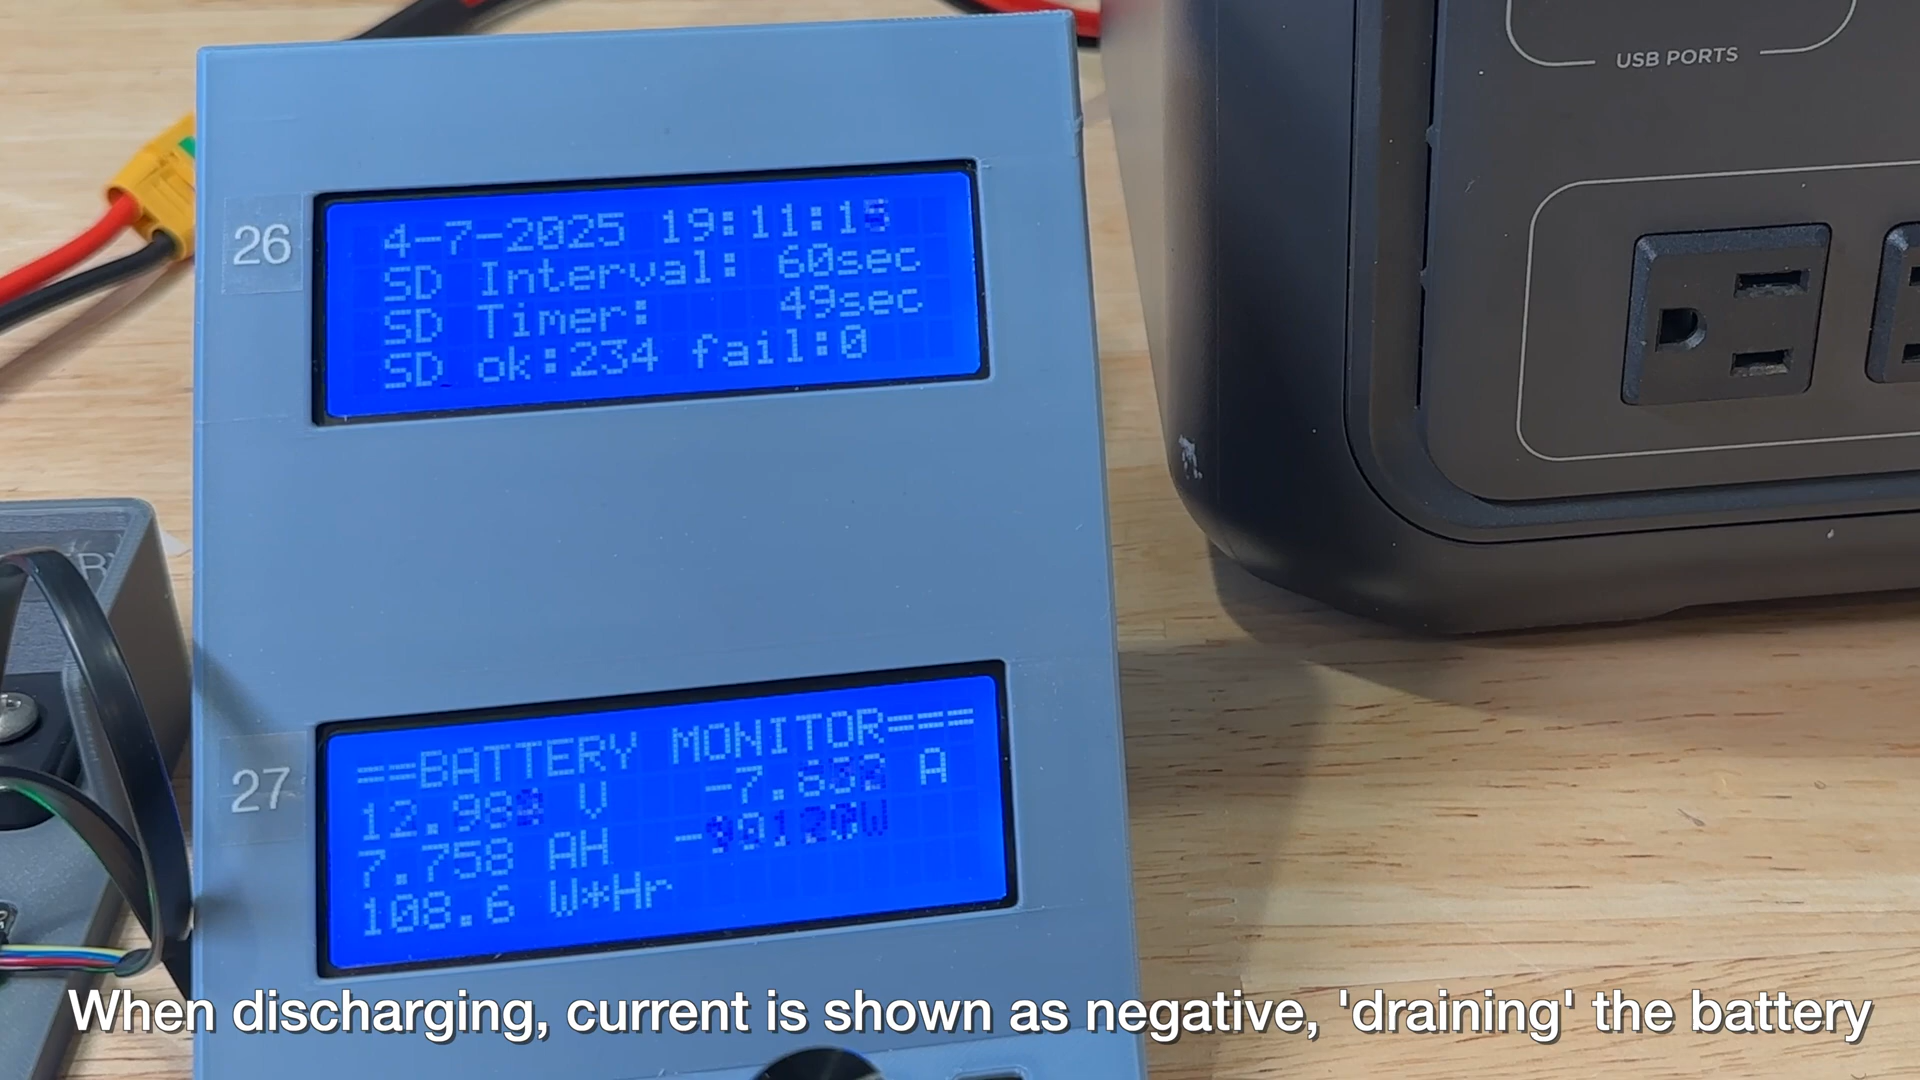 USB PORTS
26
4-7-2025 19:11:15
SD Interval: 60sec
SD Timer: 49sec
SD ok:234 fail:0
27
==BATTERY MONITOR===
12.98 V A
7.758 AH
108.6 W*Hr
When discharging, current is shown as negative, 'draining' the battery